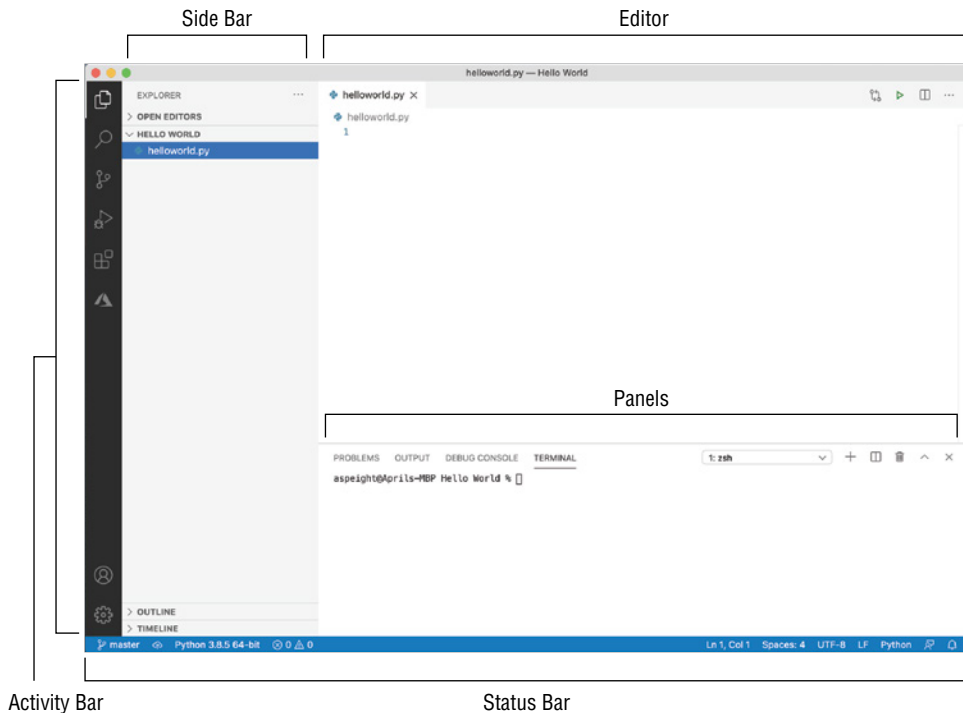 Side Bar
Editor
helloworld.py — Hello World
EXPLORER
helloworld.py
OPEN EDITORS
helloworld.py
HELLO WORLD
1
helloworld.py
Panels
PROBLEMS OUTPUT DEBUG CONSOLE TERMINAL 1: zsh
aspeight@Aprils-MBP Hello World %
OUTLINE
TIMELINE
master Python 3.8.5 64-bit 0 0 Ln 1, Col 1 Spaces: 4 UTF-8 LF Python
Activity Bar
Status Bar